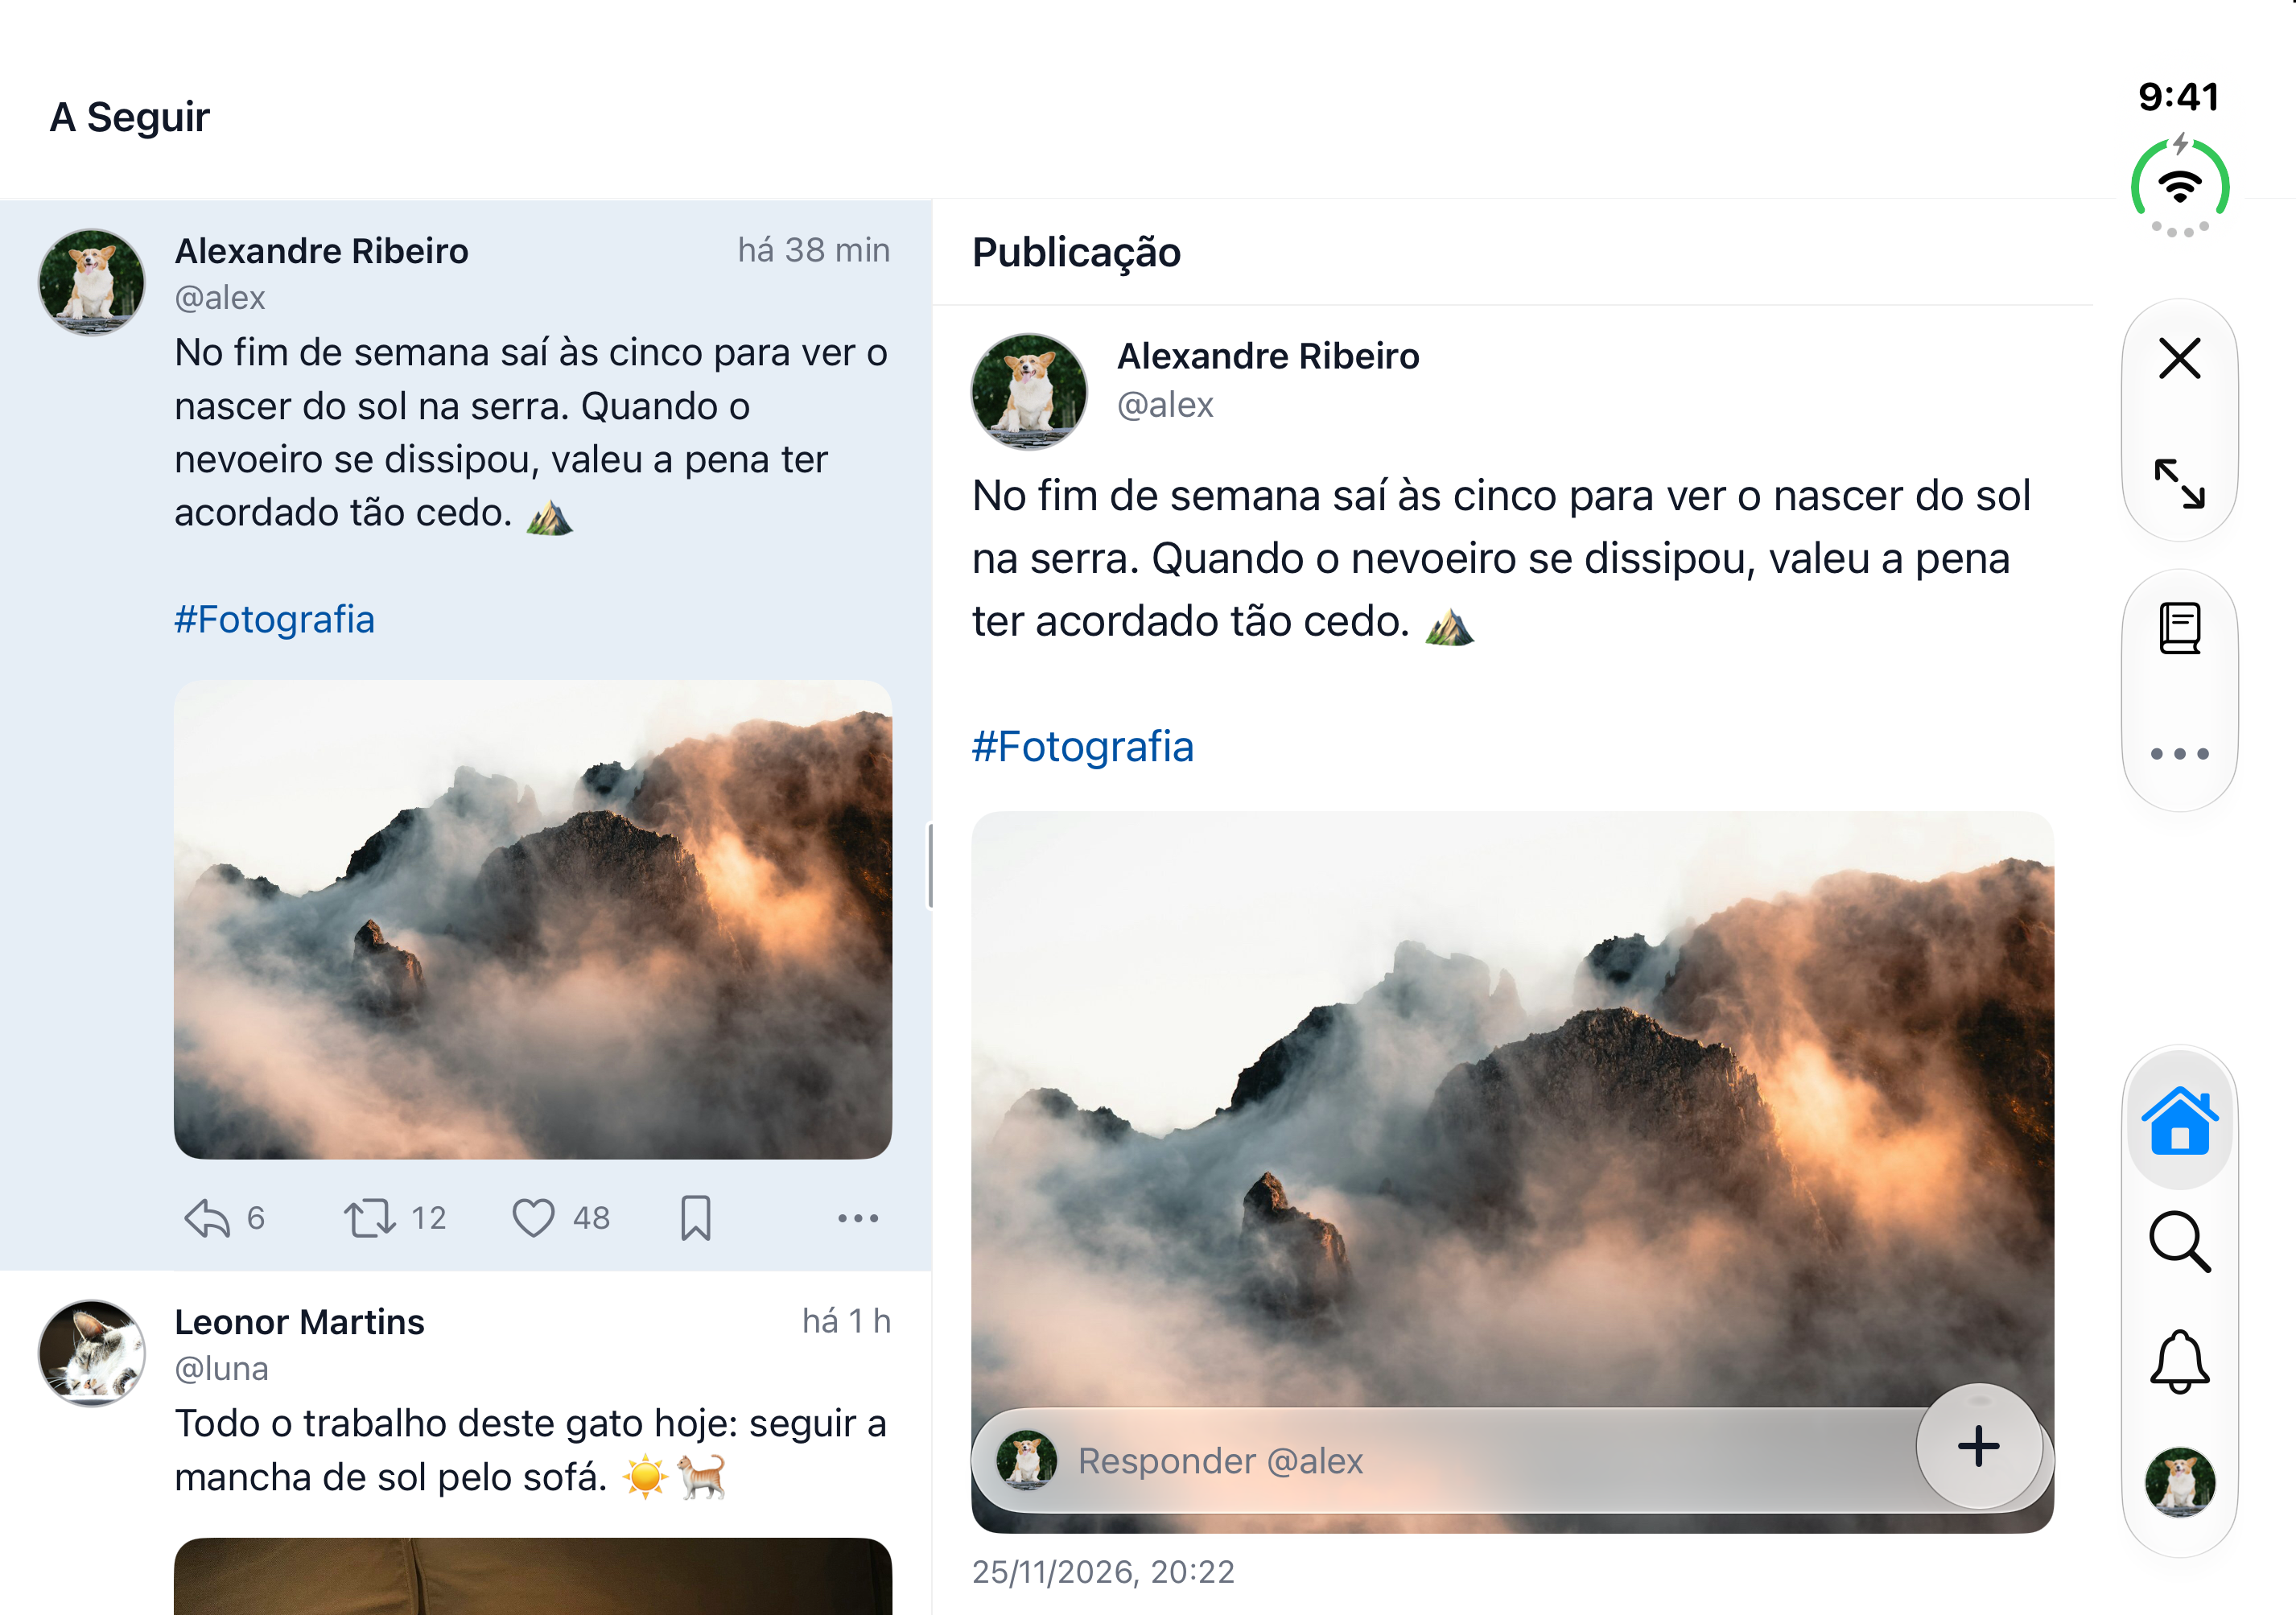 A Seguir
9:41
Alexandre Ribeiro
há 38 min
@alex
No fim de semana saí às cinco para ver o
nascer do sol na serra. Quando o
nevoeiro se dissipou, valeu a pena ter
acordado tão cedo. ⛰️
#Fotografia
6
12
48
Leonor Martins
há 1 h
@luna
Todo o trabalho deste gato hoje: seguir a
mancha de sol pelo sofá. ☀️🐈
Publicação
Alexandre Ribeiro
@alex
No fim de semana saí às cinco para ver o nascer do sol
na serra. Quando o nevoeiro se dissipou, valeu a pena
ter acordado tão cedo. ⛰️
#Fotografia
Responder @alex
25/11/2026, 20:22